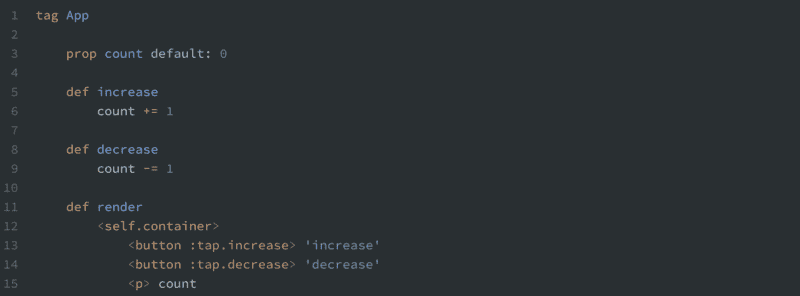 1 tag App
2
3     prop count default: 0
4
5     def increase
6         count += 1
7
8     def decrease
9         count -= 1
10
11     def render
12         <self.container>
13             <button :tap.increase> 'increase'
14             <button :tap.decrease> 'decrease'
15             <p> count